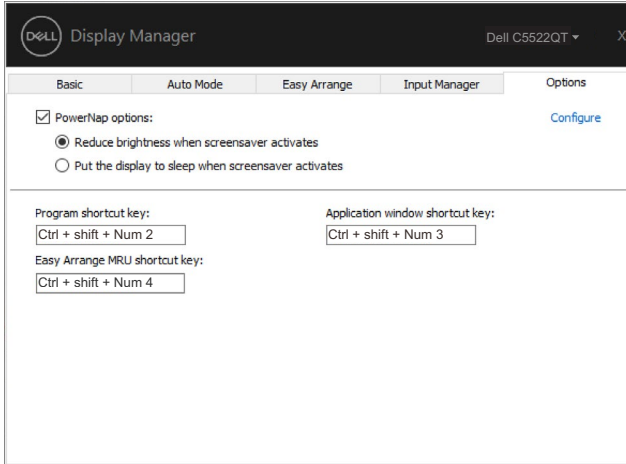 DELL Display Manager Dell C5522QT X
Basic Auto Mode Easy Arrange Input Manager Options
PowerNap options: Configure
Reduce brightness when screensaver activates
Put the display to sleep when screensaver activates
Program shortcut key: Application window shortcut key:
Ctrl + shift + Num 2 Ctrl + shift + Num 3
Easy Arrange MRU shortcut key:
Ctrl + shift + Num 4